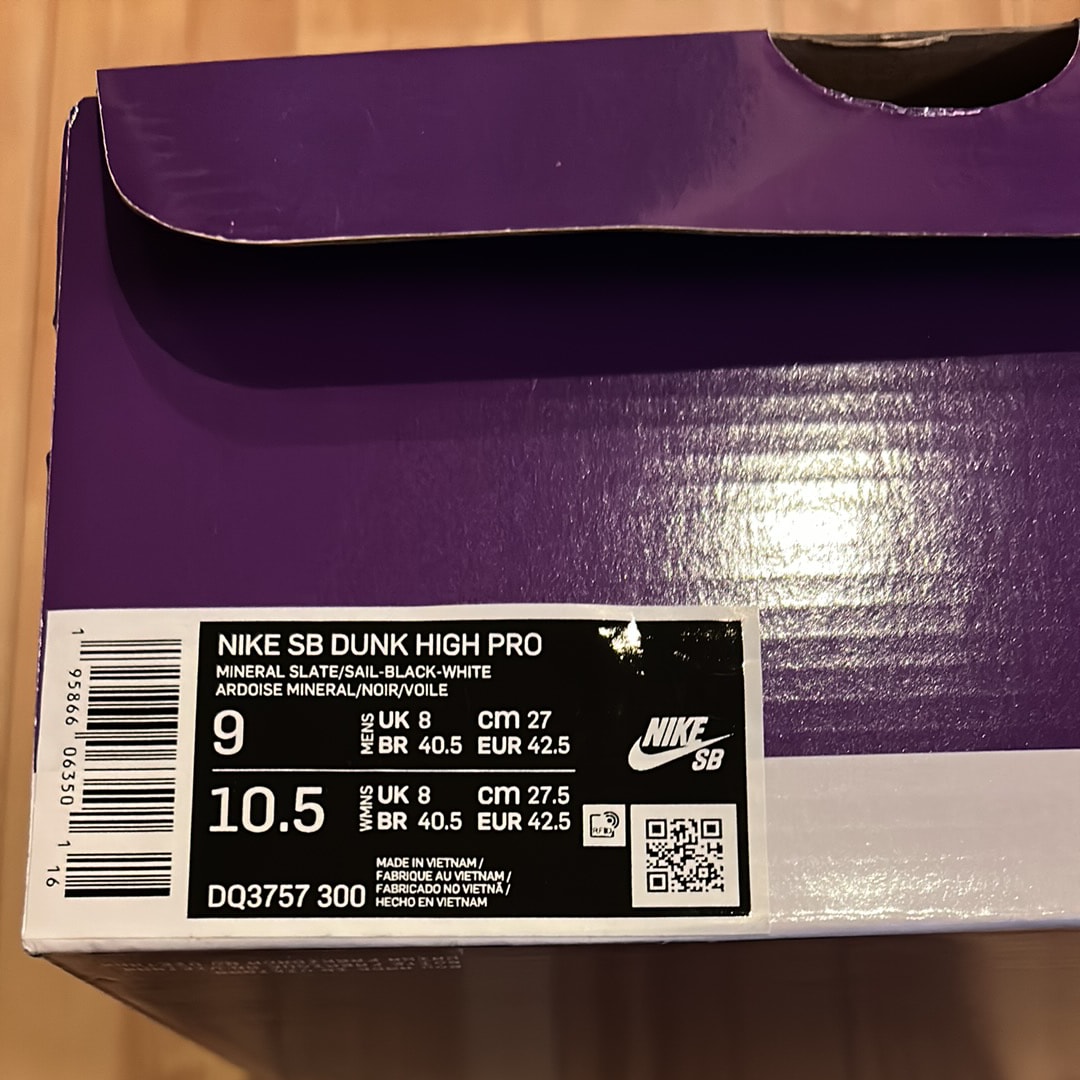 NIKE SB DUNK HIGH PRO
MINERAL SLATE/SAIL-BLACK-WHITE
ARDOISE MINERAL/NOIR/VOILE
9 MENS UK 8 CM 27
BR 40.5 EUR 42.5
10.5 WMNS UK 8 CM 27.5
BR 40.5 EUR 42.5
MADE IN VIETNAM /
FABRIQUE AU VIETNAM /
FABRICADO NO VIETNÃ /
HECHO EN VIETNAM
DQ3757 300
NIKE
SB
RFID
1 95866 06350 1 16